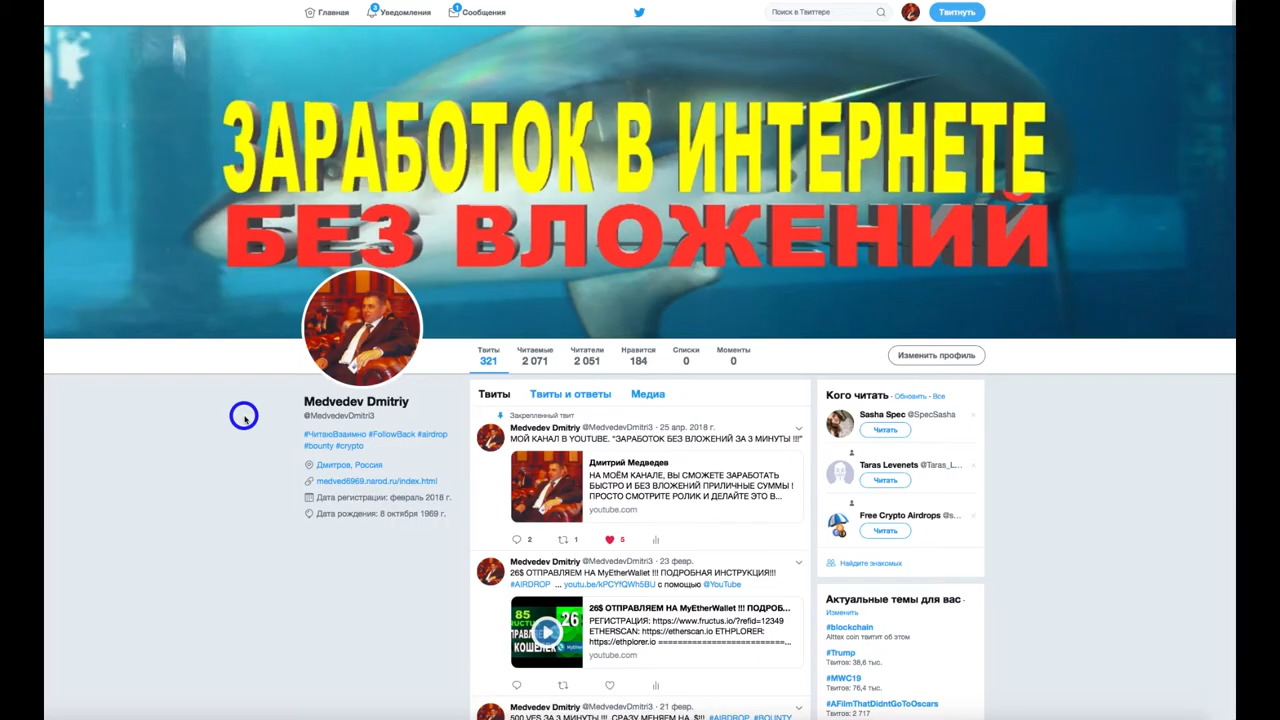 Главная
3
Уведомления
1
Сообщения
Поиск в Твиттере
Твитнуть
ЗАРАБОТОК В ИНТЕРНЕТЕ
БЕЗ ВЛОЖЕНИЙ
Твиты
321
Читаемые
2 071
Читатели
2 051
Нравится
184
Списки
0
Моменты
0
Изменить профиль
Medvedev Dmitriy
@MedvedevDmitri3
#ЧитаюВзаимно #FollowBack #airdrop
#bounty #crypto
Дмитров, Россия
medved6969.narod.ru/index.html
Дата регистрации: февраль 2018 г.
Дата рождения: 8 октября 1969 г.
Твиты Твиты и ответы Медиа
Закрепленный твит
Medvedev Dmitriy @MedvedevDmitri3 · 25 апр. 2018 г.
МОЙ КАНАЛ В YOUTUBE. "ЗАРАБОТОК БЕЗ ВЛОЖЕНИЙ ЗА 3 МИНУТЫ !!!"
Дмитрий Медведев
НА МОЁМ КАНАЛЕ, ВЫ СМОЖЕТЕ ЗАРАБОТАТЬ
БЫСТРО И БЕЗ ВЛОЖЕНИЙ ПРИЛИЧНЫЕ СУММЫ !
ПРОСТО СМОТРИТЕ РОЛИК И ДЕЛАЙТЕ ЭТО В...
youtube.com
2 1 5
Medvedev Dmitriy @MedvedevDmitri3 · 23 февр.
26$ ОТПРАВЛЯЕМ НА MyEtherWallet !!! ПОДРОБНАЯ ИНСТРУКЦИЯ!!!
#AIRDROP ... youtu.be/kPCYfQWh5BU с помощью @YouTube
85
26
26$ ОТПРАВЛЯЕМ НА MyEtherWallet !!! ПОДРОБ...
РЕГИСТРАЦИЯ: https://www.fructus.io/?refid=12349
ETHERSCAN: https://etherscan.io ETHPLORER:
https://ethplorer.io ==========================...
youtube.com
Medvedev Dmitriy @MedvedevDmitri3 · 21 февр.
500 YES ЗА 3 МИНУТЫ !!! СРАЗУ МЕНЯЕМ НА $!!! #AIRDROP #BOUNTY
Кого читать · Обновить · Все
Sasha Spec @SpecSasha
Читать
Taras Levenets @Taras_L...
Читать
Free Crypto Airdrops @s...
Читать
Найдите знакомых
Актуальные темы для вас ·
Изменить
#blockchain
Alttex coin твитит об этом
#Trump
Твитов: 38,6 тыс.
#MWC19
Твитов: 76,4 тыс.
#AFilmThatDidntGoToOscars
Твитов: 2 717